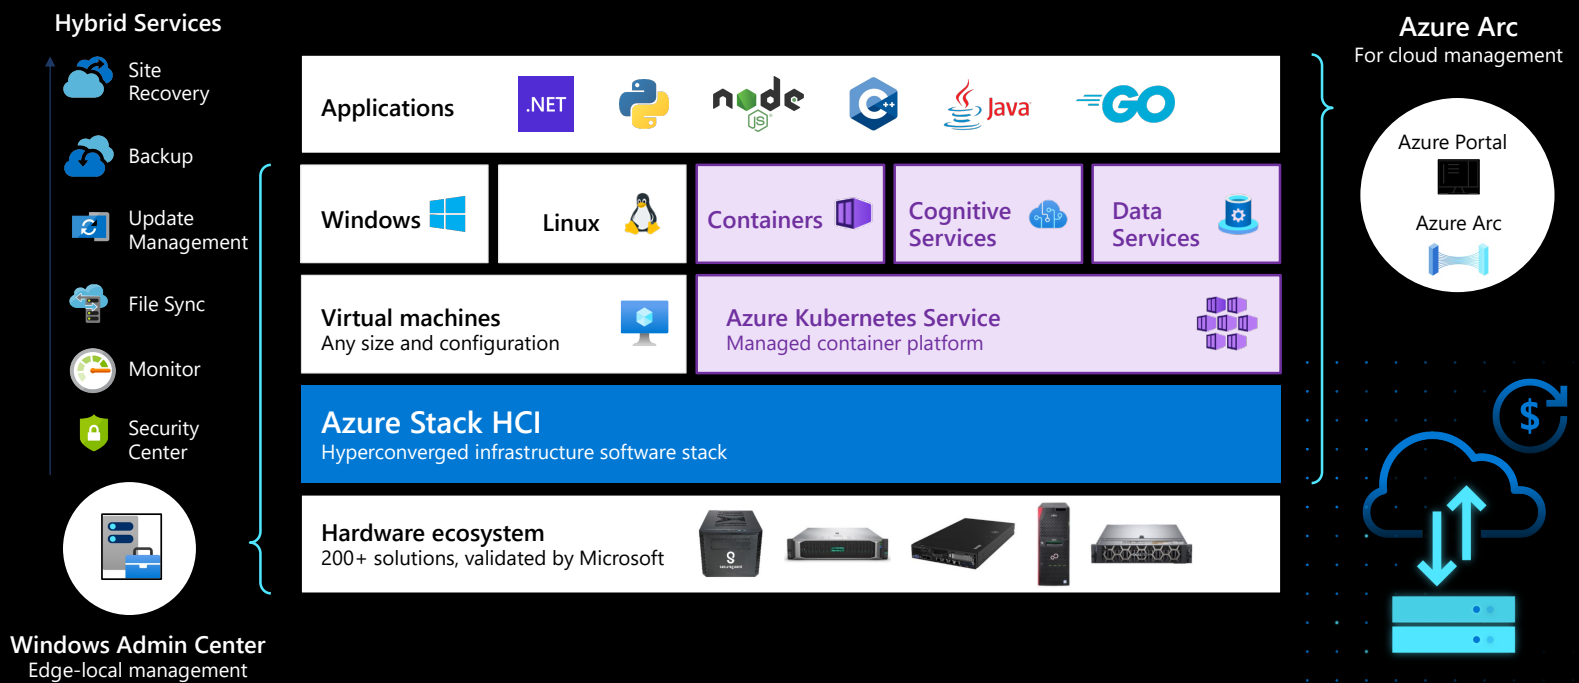 Hybrid Services
Site
Recovery
Backup
Update
Management
File Sync
Monitor
Security
Center
Windows Admin Center
Edge-local management
Applications
.NET
node
JS
C++
Java
GO
Windows
Linux
Containers
Cognitive
Services
Data
Services
Virtual machines
Any size and configuration
Azure Kubernetes Service
Managed container platform
Azure Stack HCI
Hyperconverged infrastructure software stack
Hardware ecosystem
200+ solutions, validated by Microsoft
Azure Arc
For cloud management
Azure Portal
Azure Arc
$